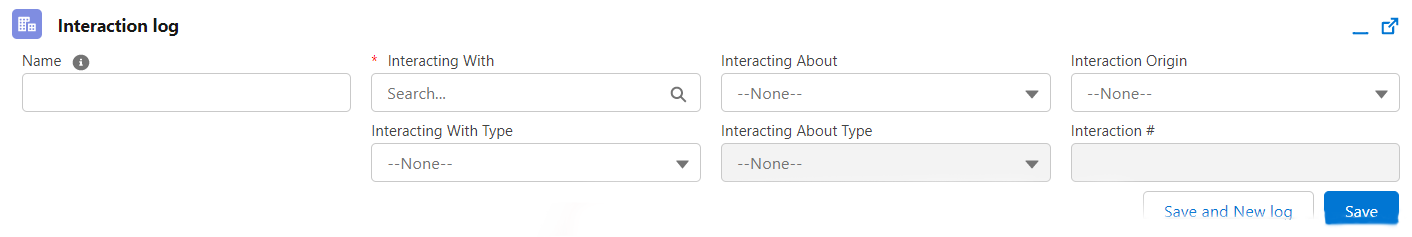 Interaction log
Name * Interacting With Interacting About Interaction Origin
Search... --None-- --None--
Interacting With Type Interacting About Type Interaction #
--None-- --None--
Save and New log Save